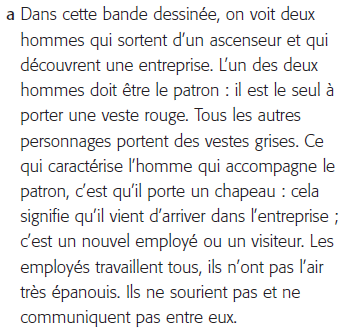 a Dans cette bande dessinée, on voit deux
hommes qui sortent d'un ascenseur et qui
découvrent une entreprise. L'un des deux
hommes doit être le patron : il est le seul à
porter une veste rouge. Tous les autres
personnages portent des vestes grises. Ce
qui caractérise l'homme qui accompagne le
patron, c'est qu'il porte un chapeau : cela
signifie qu'il vient d'arriver dans l'entreprise ;
c'est un nouvel employé ou un visiteur. Les
employés travaillent tous, ils n'ont pas l'air
très épanouis. Ils ne sourient pas et ne
communiquent pas entre eux.